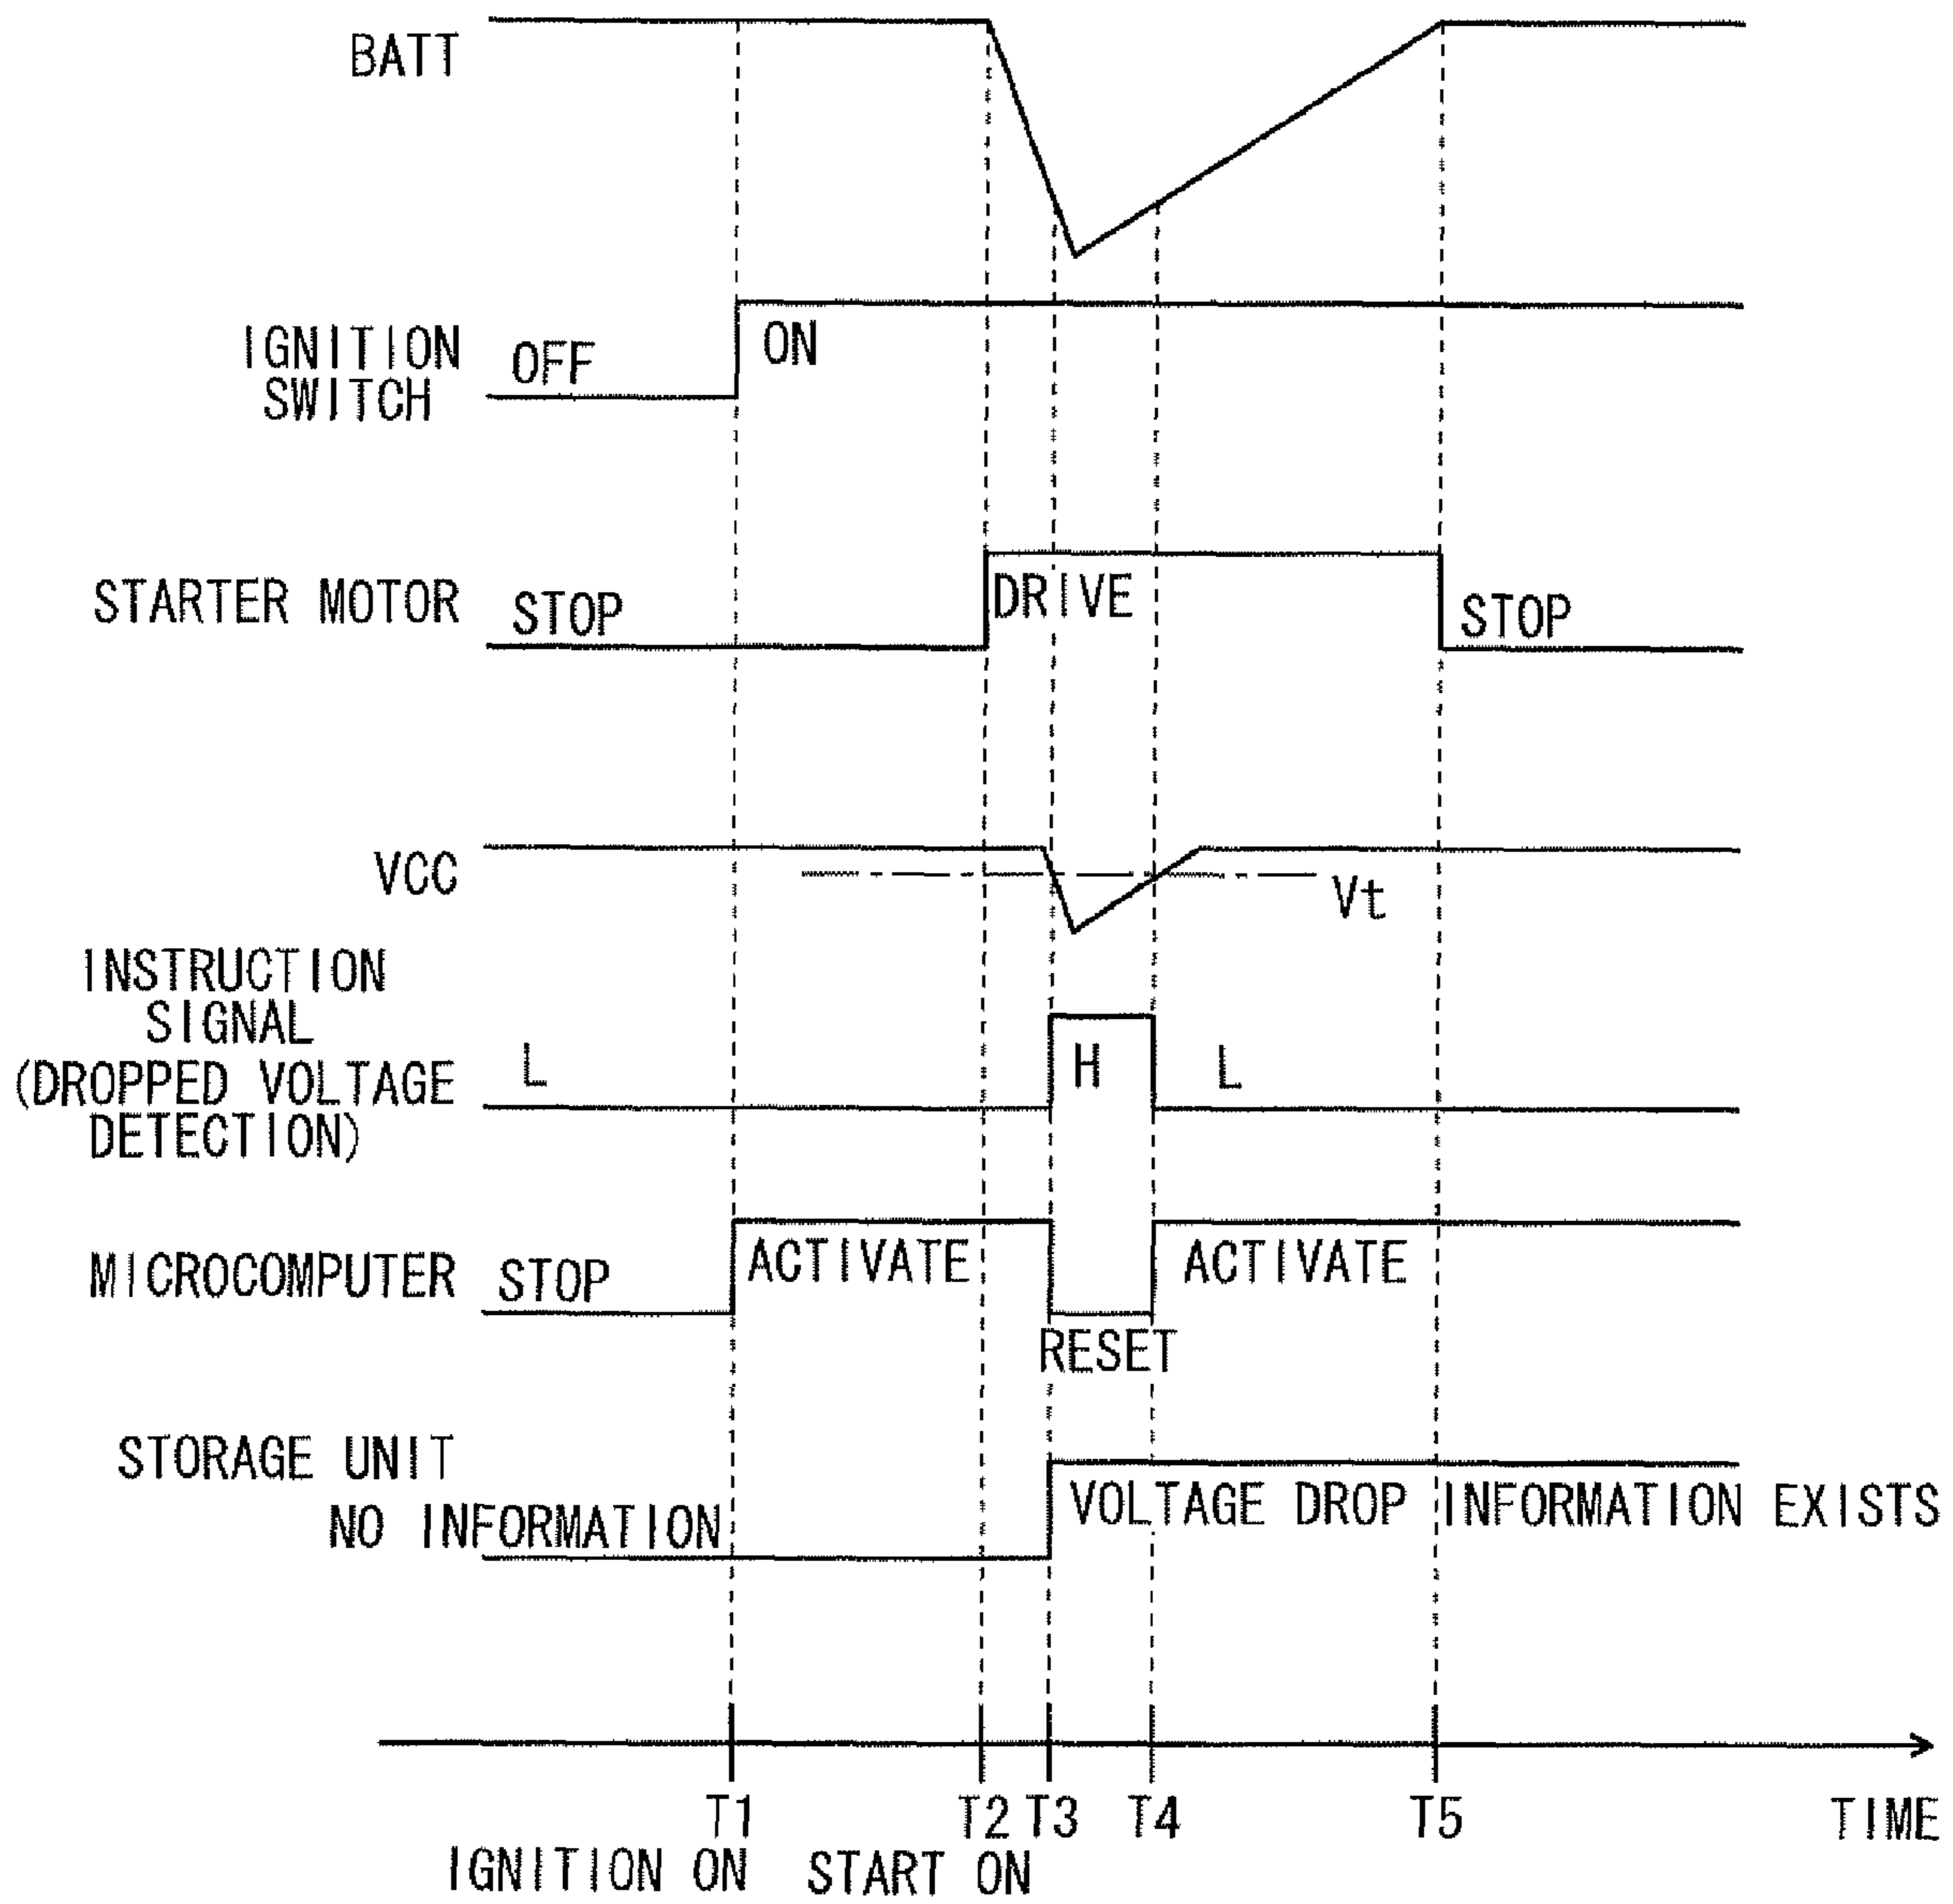 BATT
IGNITION
SWITCH
OFF
ON
STARTER MOTOR
STOP
DRIVE
STOP
VCC
Vt
INSTRUCTION
SIGNAL
(DROPPED VOLTAGE
DETECTION)
L
H
L
MICROCOMPUTER
STOP
ACTIVATE
RESET
ACTIVATE
STORAGE UNIT
NO INFORMATION
VOLTAGE DROP INFORMATION EXISTS
T1 T2 T3 T4 T5 TIME
IGNITION ON START ON